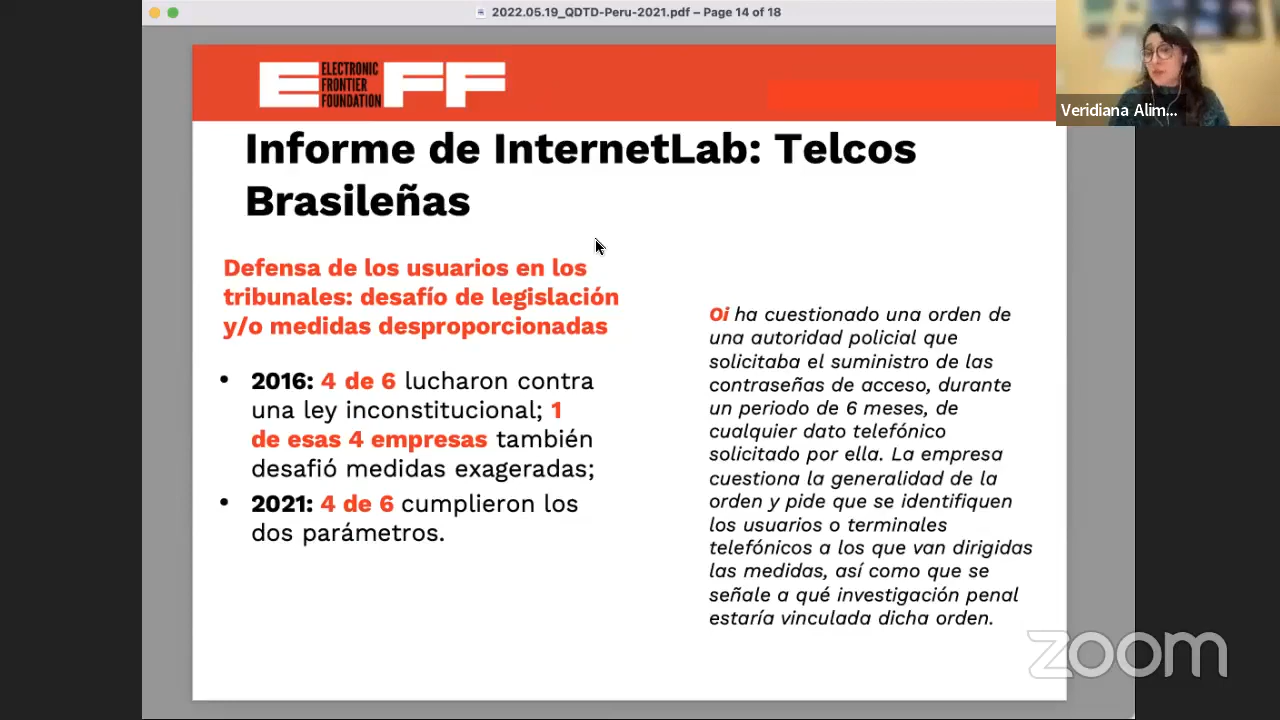 2022.05.19_QDTD-Peru-2021.pdf – Page 14 of 18
EFF
ELECTRONIC
FRONTIER
FOUNDATION
Veridiana Alim...
Informe de InternetLab: Telcos
Brasileñas
Defensa de los usuarios en los
tribunales: desafío de legislación
y/o medidas desproporcionadas
• 2016: 4 de 6 lucharon contra
una ley inconstitucional; 1
de esas 4 empresas también
desafió medidas exageradas;
• 2021: 4 de 6 cumplieron los
dos parámetros.
Oi ha cuestionado una orden de
una autoridad policial que
solicitaba el suministro de las
contraseñas de acceso, durante
un periodo de 6 meses, de
cualquier dato telefónico
solicitado por ella. La empresa
cuestiona la generalidad de la
orden y pide que se identifiquen
los usuarios o terminales
telefónicos a los que van dirigidas
las medidas, así como que se
señale a qué investigación penal
estaría vinculada dicha orden.
zoom